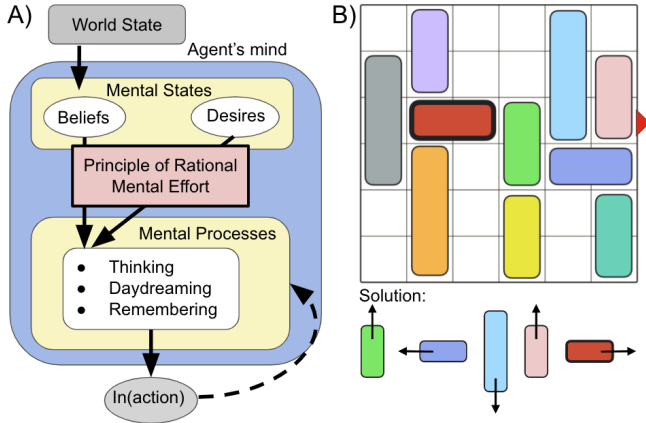 A)
World State
Agent's mind
Mental States
Beliefs
Desires
Principle of Rational
Mental Effort
Mental Processes
• Thinking
• Daydreaming
• Remembering
In(action)
B)
Solution: